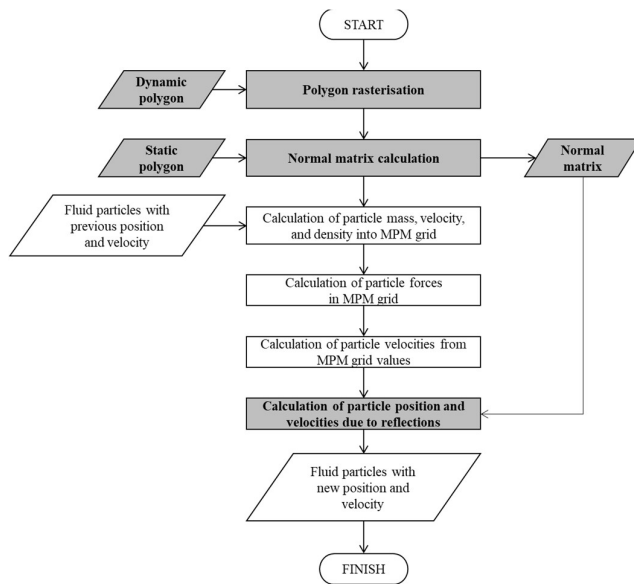 START
Dynamic
polygon
Polygon rasterisation
Static
polygon
Normal matrix calculation
Normal
matrix
Fluid particles with
previous position
and velocity
Calculation of particle mass, velocity,
and density into MPM grid
Calculation of particle forces
in MPM grid
Calculation of particle velocities from
MPM grid values
Calculation of particle position and
velocities due to reflections
Fluid particles with
new position and
velocity
FINISH